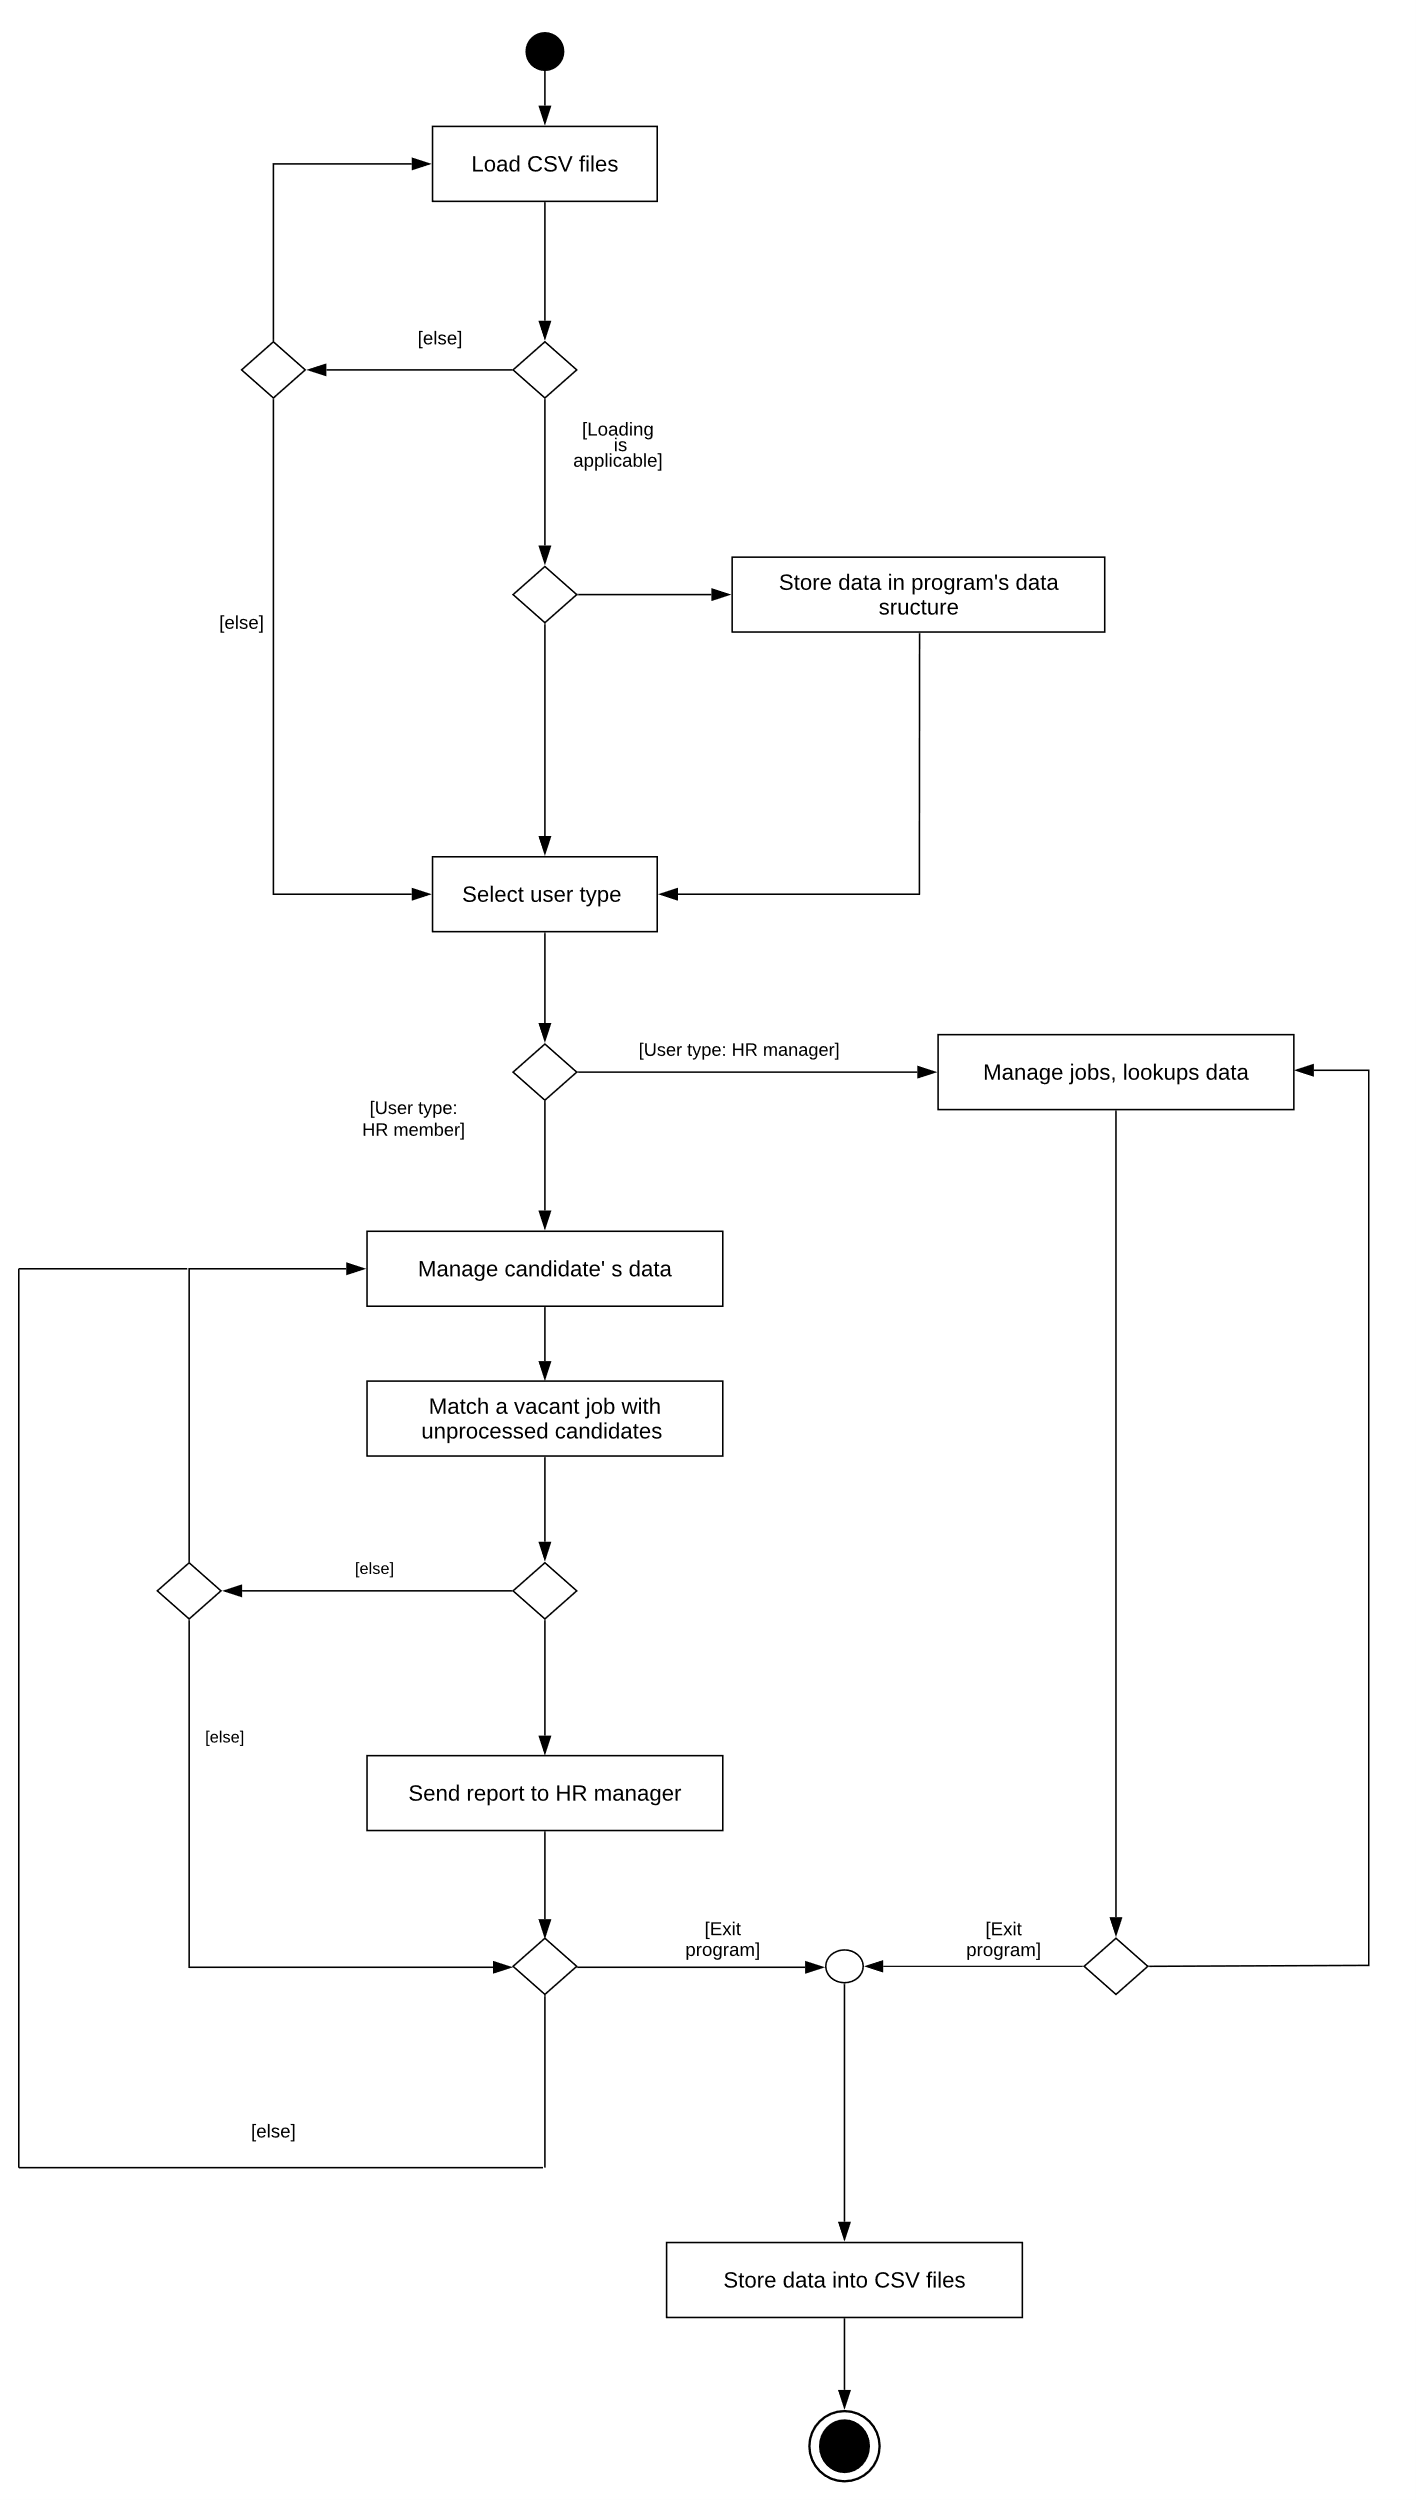 Load CSV files
[else]
[Loading
is
applicable]
Store data in program's data
sructure
[else]
Select user type
[User type: HR manager]
Manage jobs, lookups data
[User type:
HR member]
Manage candidate' s data
Match a vacant job with
unprocessed candidates
[else]
[else]
Send report to HR manager
[Exit
program]
[Exit
program]
[else]
Store data into CSV files